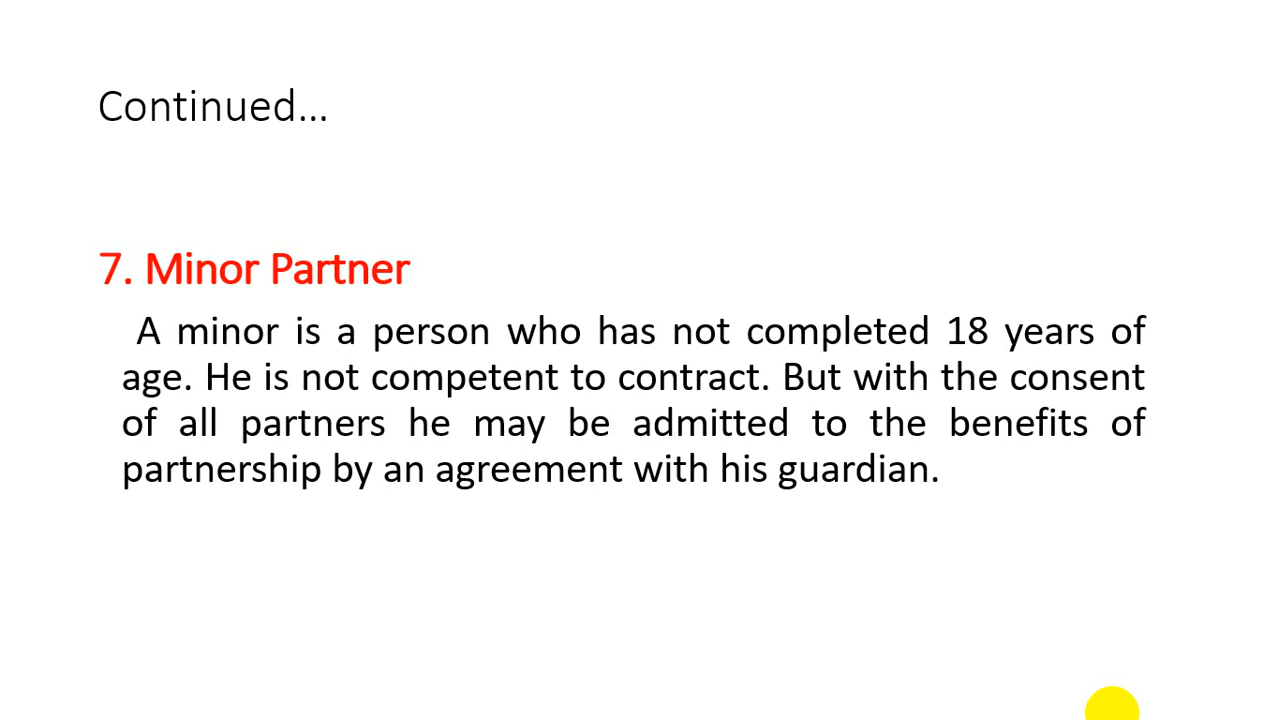 Continued...
7. Minor Partner
A minor is a person who has not completed 18 years of
age. He is not competent to contract. But with the consent
of all partners he may be admitted to the benefits of
partnership by an agreement with his guardian.